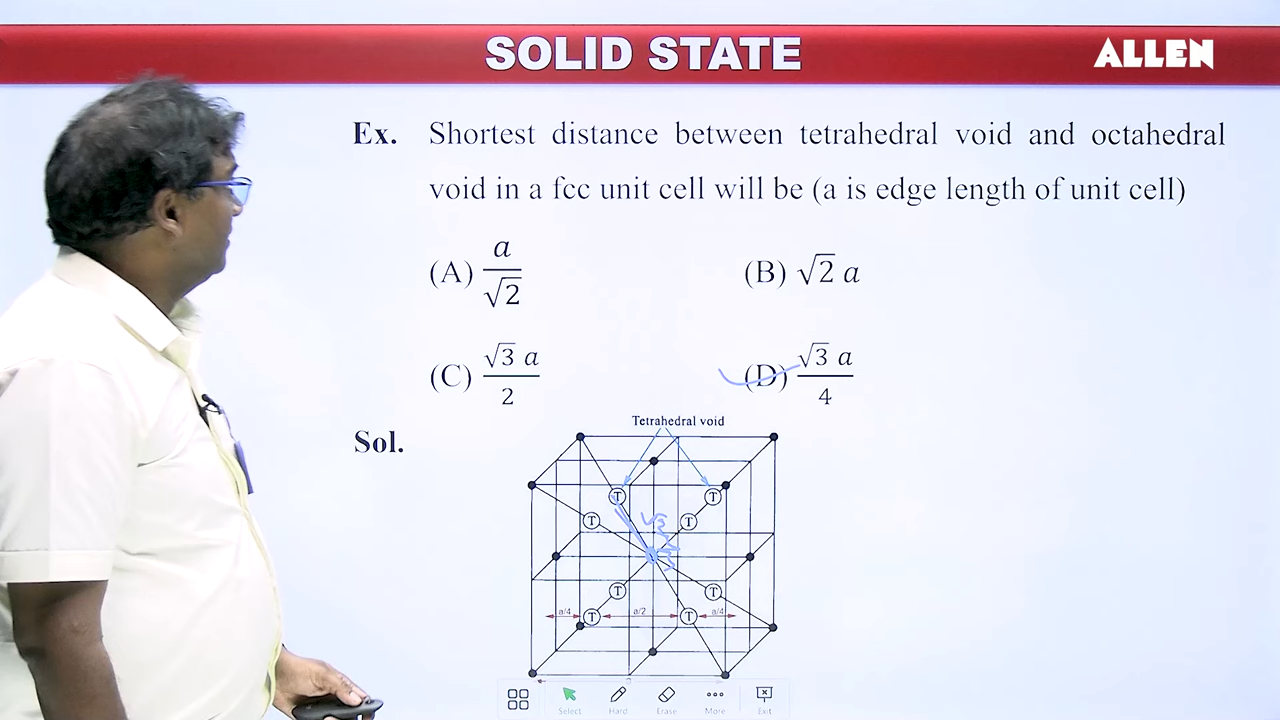 SOLID STATE
ALLEN
Ex. Shortest distance between tetrahedral void and octahedral
void in a fcc unit cell will be (a is edge length of unit cell)
(A) a/√2
(B) √2 a
(C) √3 a/2
(D) √3 a/4
Sol.
Tetrahedral void
T T
T T
T T
a/4 T a/2 T a/4
Select Hard Erase More Exit